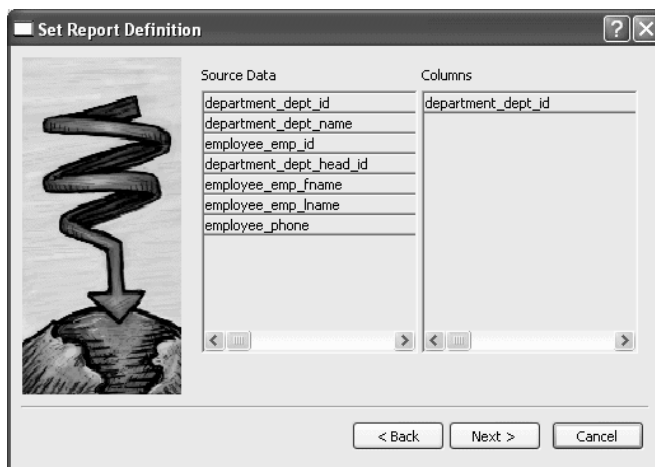 Set Report Definition
Source Data
Columns
department_dept_id
department_dept_name
employee_emp_id
department_dept_head_id
employee_emp_fname
employee_emp_lname
employee_phone
department_dept_id
< Back
Next >
Cancel